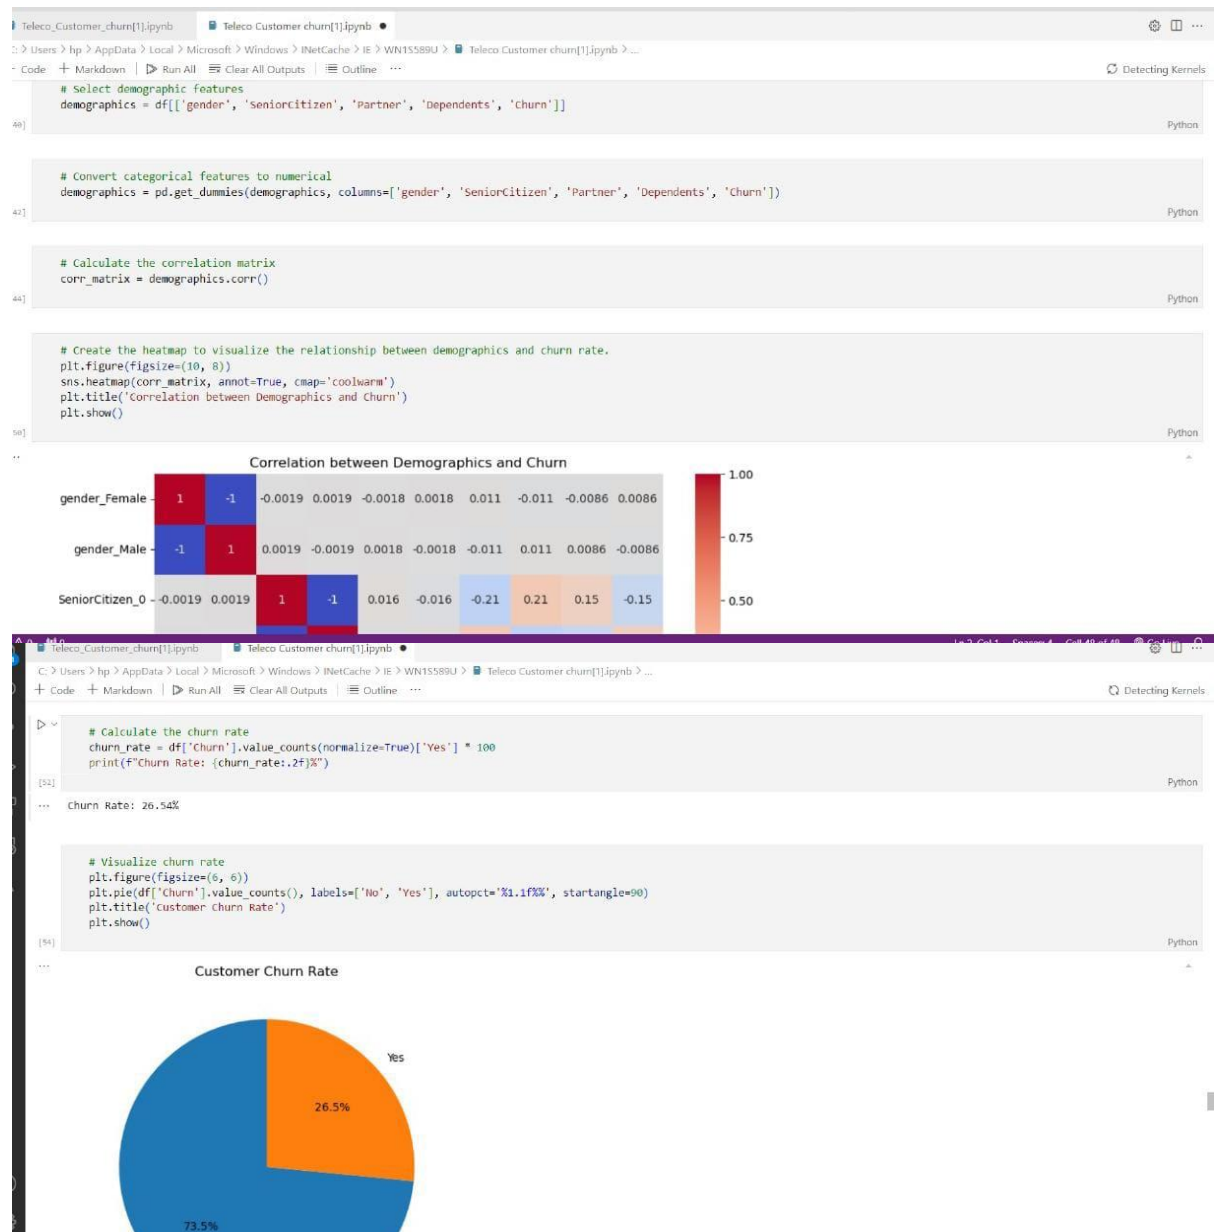 Teleco_Customer_churn[1].ipynb Teleco Customer churn[1].ipynb ●
C: > Users > hp > AppData > Local > Microsoft > Windows > INetCache > IE > WN1S589U > Teleco Customer churn[1].ipynb > ...
Code + Markdown Run All Clear All Outputs Outline ... Detecting Kernels
# Select demographic features
demographics = df[['gender', 'SeniorCitizen', 'Partner', 'Dependents', 'Churn']]
Python
# Convert categorical features to numerical
demographics = pd.get_dummies(demographics, columns=['gender', 'SeniorCitizen', 'Partner', 'Dependents', 'Churn'])
Python
# Calculate the correlation matrix
corr_matrix = demographics.corr()
44]
Python
# Create the heatmap to visualize the relationship between demographics and churn rate.
plt.figure(figsize=(10, 8))
sns.heatmap(corr_matrix, annot=True, cmap='coolwarm')
plt.title('Correlation between Demographics and Churn')
plt.show()
50]
Python
Correlation between Demographics and Churn
gender_Female 1 -1 -0.0019 0.0019 -0.0018 0.0018 0.011 -0.011 -0.0086 0.0086
gender_Male -1 1 0.0019 -0.0019 0.0018 -0.0018 -0.011 0.011 0.0086 -0.0086
SeniorCitizen_0 -0.0019 0.0019 1 -1 0.016 -0.016 -0.21 0.21 0.15 -0.15
1.00
0.75
0.50
Teleco_Customer_churn[1].ipynb Teleco Customer churn[1].ipynb ●
C: > Users > hp > AppData > Local > Microsoft > Windows > INetCache > IE > WN1S589U > Teleco Customer churn[1].ipynb > ...
+ Code + Markdown Run All Clear All Outputs Outline ... Detecting Kernels
# Calculate the churn rate
churn_rate = df['Churn'].value_counts(normalize=True)['Yes'] * 100
print(f"Churn Rate: {churn_rate:.2f}%")
[52]
Python
... Churn Rate: 26.54%
# Visualize churn rate
plt.figure(figsize=(6, 6))
plt.pie(df['Churn'].value_counts(), labels=['No', 'Yes'], autopct='%1.1f%%', startangle=90)
plt.title('Customer Churn Rate')
plt.show()
[54]
Python
...
Customer Churn Rate
Yes
26.5%
73.5%